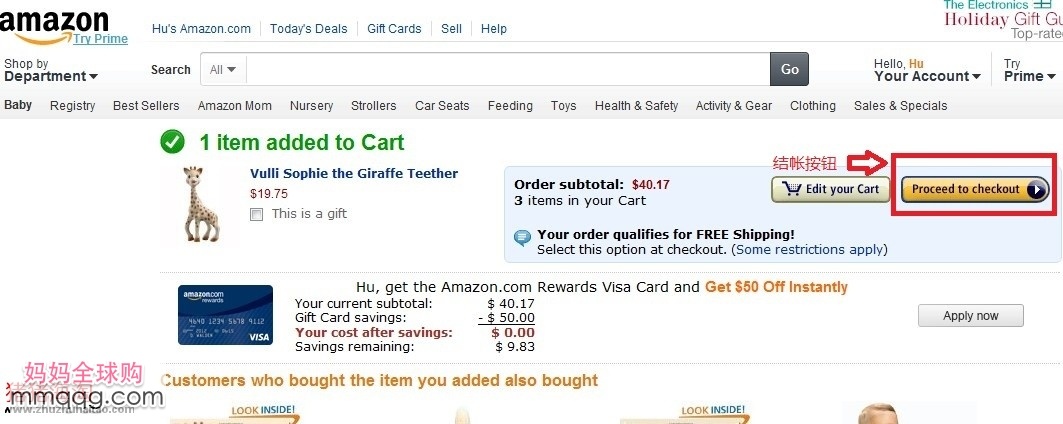 amazon
Try Prime
Hu's Amazon.com
Today's Deals
Gift Cards
Sell
Help
The Electronics
Holiday Gift Gu
Top-rate
Shop by
Department
Search
All
Go
Hello, Hu
Your Account
Try
Prime
Baby
Registry
Best Sellers
Amazon Mom
Nursery
Strollers
Car Seats
Feeding
Toys
Health & Safety
Activity & Gear
Clothing
Sales & Specials
1 item added to Cart
结帐按钮
Vulli Sophie the Giraffe Teether
$19.75
This is a gift
Order subtotal: $40.17
3 items in your Cart
Edit your Cart
Proceed to checkout
Your order qualifies for FREE Shipping!
Select this option at checkout. (Some restrictions apply)
Hu, get the Amazon.com Rewards Visa Card and Get $50 Off Instantly
amazon.com
rewards
4640 1234 5678 9112
VISA
Your current subtotal: $ 40.17
Gift Card savings: - $ 50.00
Your cost after savings: $ 0.00
Savings remaining: $ 9.83
Apply now
妈妈全球购
mmqqg.com
www.zhuzhuhaitao.com
Customers who bought the item you added also bought
LOOK INSIDE!
LOOK INSIDE!